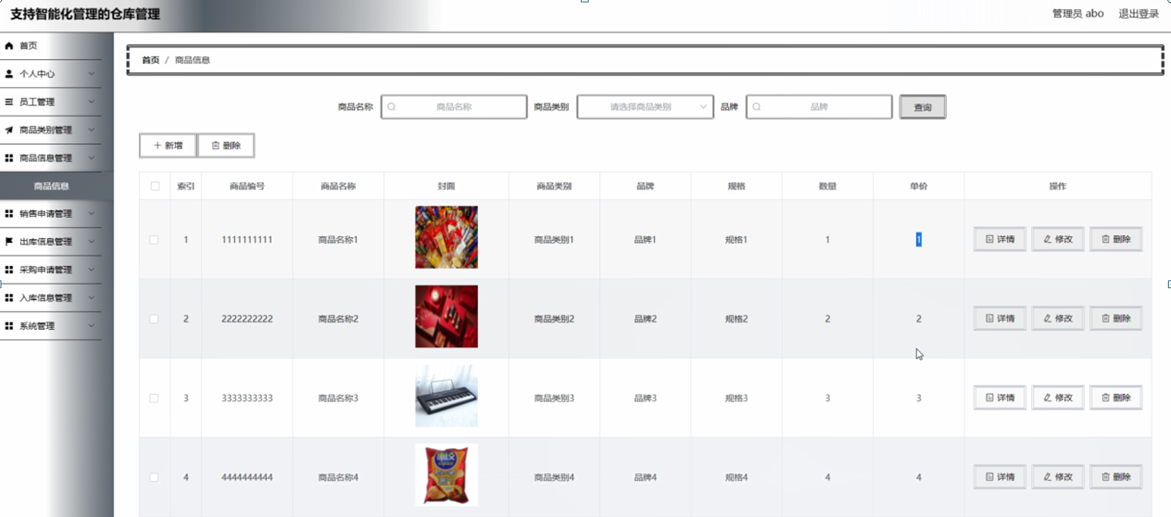 支持智能化管理的仓库管理
管理员 abo 退出登录
首页
个人中心
员工管理
商品类别管理
商品信息管理
商品信息
销售申请管理
出库信息管理
采购申请管理
入库信息管理
系统管理
首页 / 商品信息
商品名称 商品名称 商品类别 请选择商品类别 品牌 品牌 查询
新增 删除
索引 商品编号 商品名称 封面 商品类别 品牌 规格 数量 单价 操作
1 1111111111 商品名称1 商品类别1 品牌1 规格1 1 1 详情 修改 删除
2 2222222222 商品名称2 商品类别2 品牌2 规格2 2 2 详情 修改 删除
3 3333333333 商品名称3 商品类别3 品牌3 规格3 3 3 详情 修改 删除
4 4444444444 商品名称4 商品类别4 品牌4 规格4 4 4 详情 修改 删除